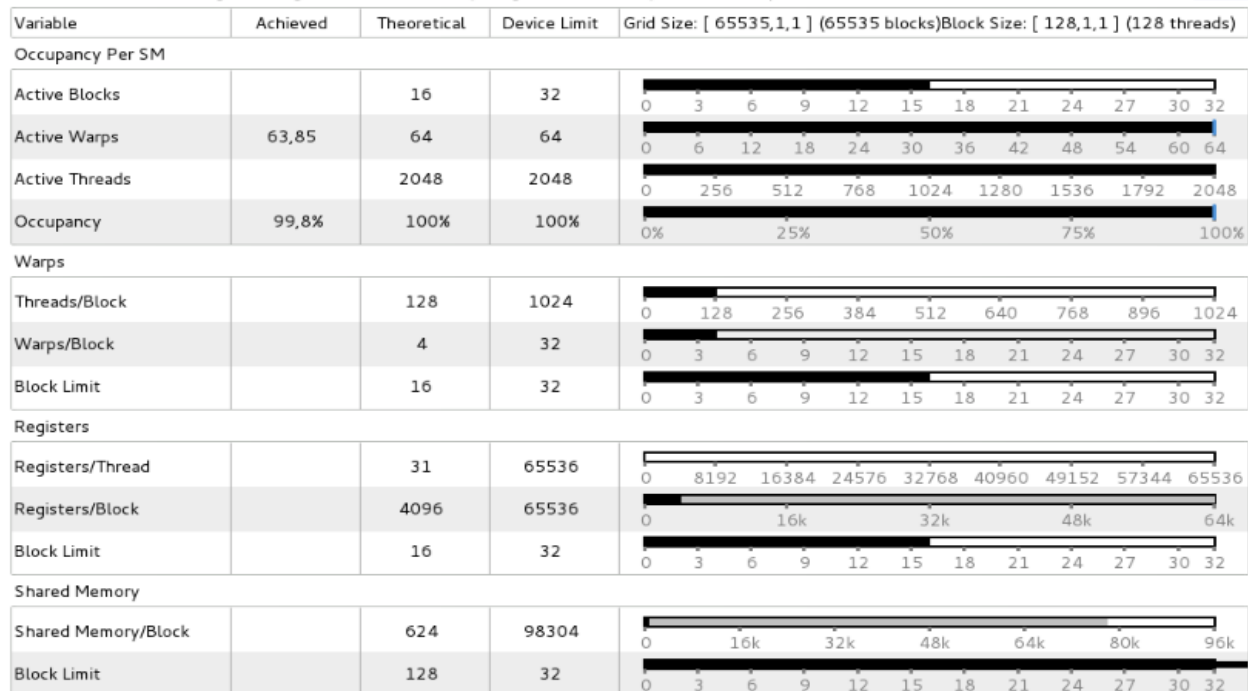 Variable Achieved Theoretical Device Limit Grid Size: [ 65535,1,1 ] (65535 blocks)Block Size: [ 128,1,1 ] (128 threads)
Occupancy Per SM
Active Blocks 16 32
0 3 6 9 12 15 18 21 24 27 30 32
Active Warps 63,85 64 64
0 6 12 18 24 30 36 42 48 54 60 64
Active Threads 2048 2048
0 256 512 768 1024 1280 1536 1792 2048
Occupancy 99,8% 100% 100%
0% 25% 50% 75% 100%
Warps
Threads/Block 128 1024
0 128 256 384 512 640 768 896 1024
Warps/Block 4 32
0 3 6 9 12 15 18 21 24 27 30 32
Block Limit 16 32
0 3 6 9 12 15 18 21 24 27 30 32
Registers
Registers/Thread 31 65536
0 8192 16384 24576 32768 40960 49152 57344 65536
Registers/Block 4096 65536
0 16k 32k 48k 64k
Block Limit 16 32
0 3 6 9 12 15 18 21 24 27 30 32
Shared Memory
Shared Memory/Block 624 98304
0 16k 32k 48k 64k 80k 96k
Block Limit 128 32
0 3 6 9 12 15 18 21 24 27 30 32